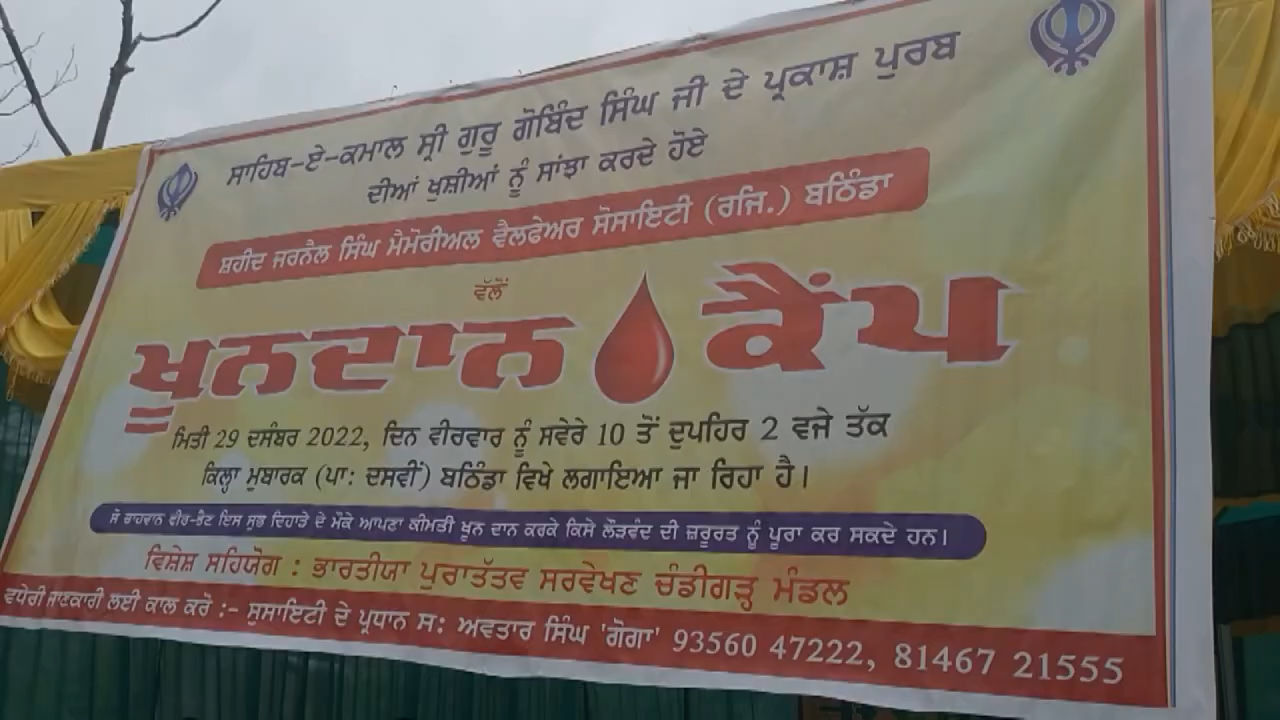 ਸਾਹਿਬ-ਏ-ਕਮਾਲ ਸ੍ਰੀ ਗੁਰੂ ਗੋਬਿੰਦ ਸਿੰਘ ਜੀ ਦੇ ਪ੍ਰਕਾਸ਼ ਪੁਰਬ
ਦੀਆਂ ਖੁਸ਼ੀਆਂ ਨੂੰ ਸਾਂਝਾ ਕਰਦੇ ਹੋਏ
ਸ਼ਹੀਦ ਜਰਨੈਲ ਸਿੰਘ ਮੈਮੋਰੀਅਲ ਵੈਲਫੇਅਰ ਸੋਸਾਇਟੀ (ਰਜਿ.) ਬਠਿੰਡਾ
ਵੱਲੋਂ
ਖੂਨਦਾਨ ਕੈਂਪ
ਮਿਤੀ 29 ਦਸੰਬਰ 2022, ਦਿਨ ਵੀਰਵਾਰ ਨੂੰ ਸਵੇਰੇ 10 ਤੋਂ ਦੁਪਹਿਰ 2 ਵਜੇ ਤੱਕ
ਕਿਲ੍ਹਾ ਮੁਬਾਰਕ (ਪਾ: ਦਸਵੀਂ) ਬਠਿੰਡਾ ਵਿਖੇ ਲਗਾਇਆ ਜਾ ਰਿਹਾ ਹੈ।
ਸੋ ਚਾਹਵਾਨ ਵੀਰ-ਭੈਣ ਇਸ ਸ਼ੁਭ ਦਿਹਾੜੇ ਦੇ ਮੌਕੇ ਆਪਣਾ ਕੀਮਤੀ ਖੂਨ ਦਾਨ ਕਰਕੇ ਕਿਸੇ ਲੋੜਵੰਦ ਦੀ ਜ਼ਰੂਰਤ ਨੂੰ ਪੂਰਾ ਕਰ ਸਕਦੇ ਹਨ।
ਵਿਸ਼ੇਸ਼ ਸਹਿਯੋਗ : ਭਾਰਤੀਯਾ ਪੁਰਾਤੱਤਵ ਸਰਵੇਖਣ ਚੰਡੀਗੜ੍ਹ ਮੰਡਲ
ਵਧੇਰੀ ਜਾਣਕਾਰੀ ਲਈ ਕਾਲ ਕਰੋ :- ਸੁਸਾਇਟੀ ਦੇ ਪ੍ਰਧਾਨ ਸ: ਅਵਤਾਰ ਸਿੰਘ 'ਗੋਗਾ' 93560 47222, 81467 21555